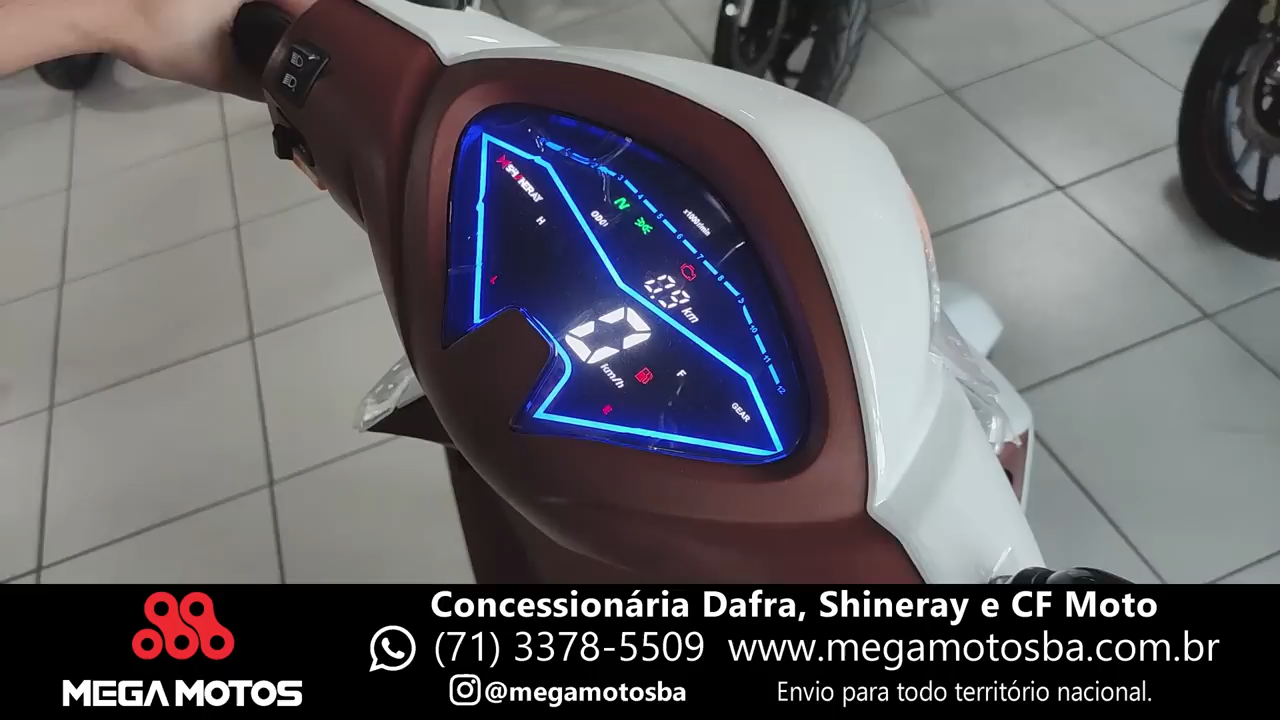 SHINERAY
H
N
x1000r/min
1
2
3
4
5
6
7
8
9
10
11
12
0.9 km
0
km/h
F
GEAR
Concessionária Dafra, Shineray e CF Moto
(71) 3378-5509 www.megamotosba.com.br
MEGA MOTOS
@megamotosba
Envio para todo território nacional.